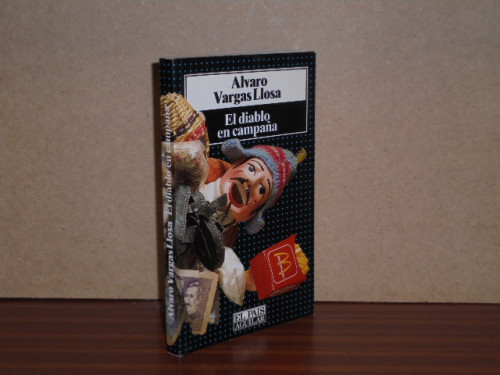 Alvaro
Vargas Llosa
El diablo
en campaña
EL PAIS
AGUILAR
Alvaro Vargas Llosa El diablo en campaña